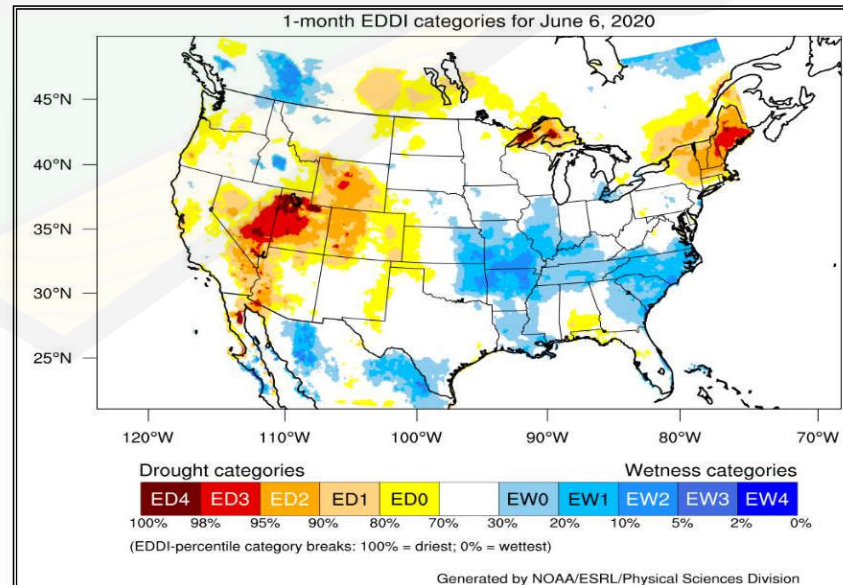 1-month EDDI categories for June 6, 2020
45°N
40°N
35°N
30°N
25°N
120°W 110°W 100°W 90°W 80°W 70°W
Drought categories Wetness categories
ED4 ED3 ED2 ED1 ED0 EW0 EW1 EW2 EW3 EW4
100% 98% 95% 90% 80% 70% 30% 20% 10% 5% 2% 0%
(EDDI-percentile category breaks: 100% = driest; 0% = wettest)
Generated by NOAA/ESRL/Physical Sciences Division